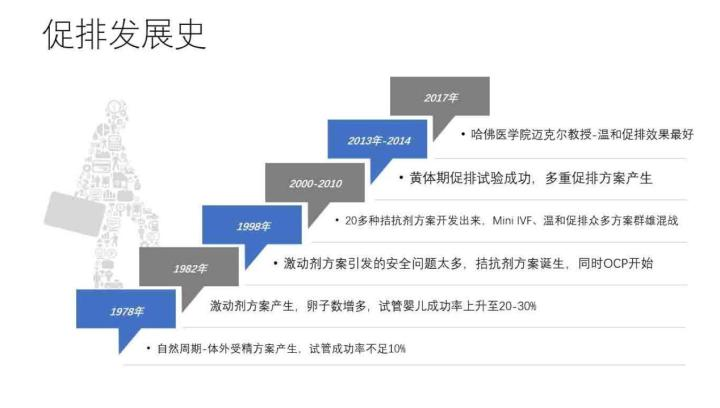 促排发展史
2017年
• 哈佛医学院迈克尔教授-温和促排效果最好
2013年-2014
• 黄体期促排试验成功，多重促排方案产生
2000-2010
• 20多种拮抗剂方案开发出来，Mini IVF、温和促排众多方案群雄混战
1998年
• 激动剂方案引发的安全问题太多，拮抗剂方案诞生，同时OCP开始
1982年
激动剂方案产生，卵子数增多，试管婴儿成功率上升至20-30%
1978年
• 自然周期-体外受精方案产生，试管成功率不足10%